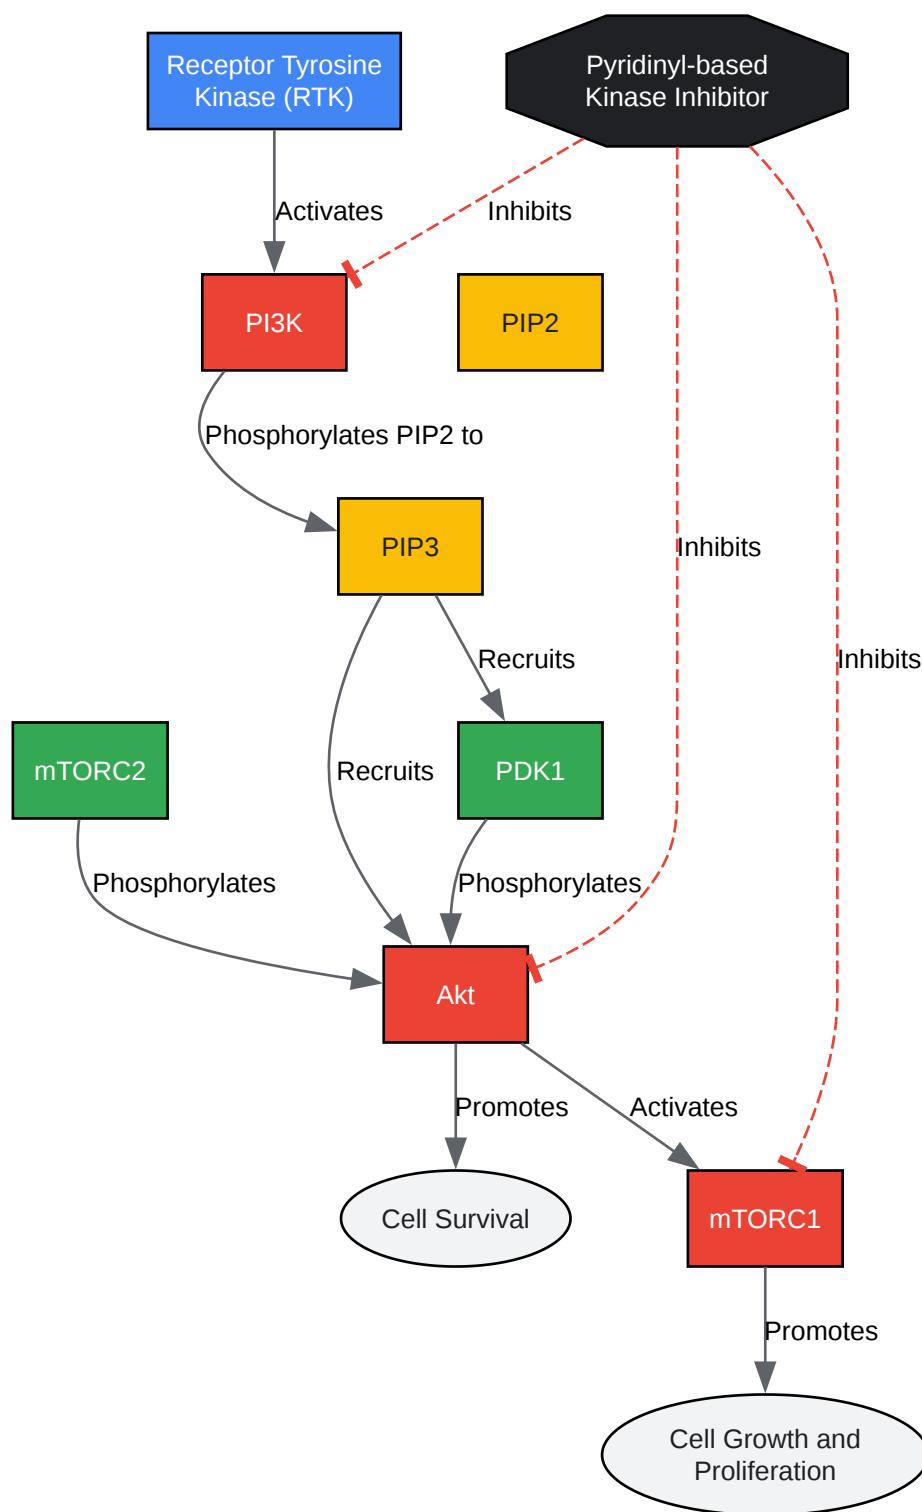 Receptor Tyrosine
Kinase (RTK)
Pyridinyl-based
Kinase Inhibitor
Activates
Inhibits
PI3K
PIP2
Phosphorylates PIP2 to
PIP3
Inhibits
Recruits
Inhibits
mTORC2
Recruits
PDK1
Phosphorylates
Phosphorylates
Akt
Promotes
Activates
Cell Survival
mTORC1
Promotes
Cell Growth and
Proliferation